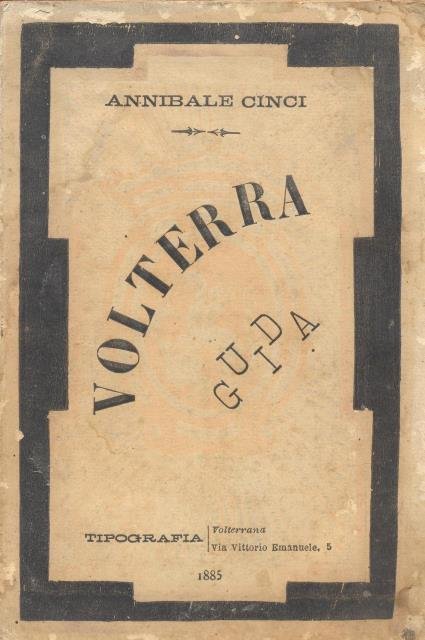 ANNIBALE CINCI
VOLTERRA
GUIDA
TIPOGRAFIA
Volterrana
Via Vittorio Emanuele, 5
1885